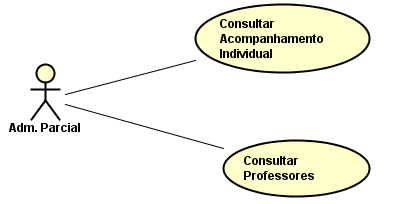 Consultar
Acompanhamento
Individual
Adm. Parcial
Consultar
Professores